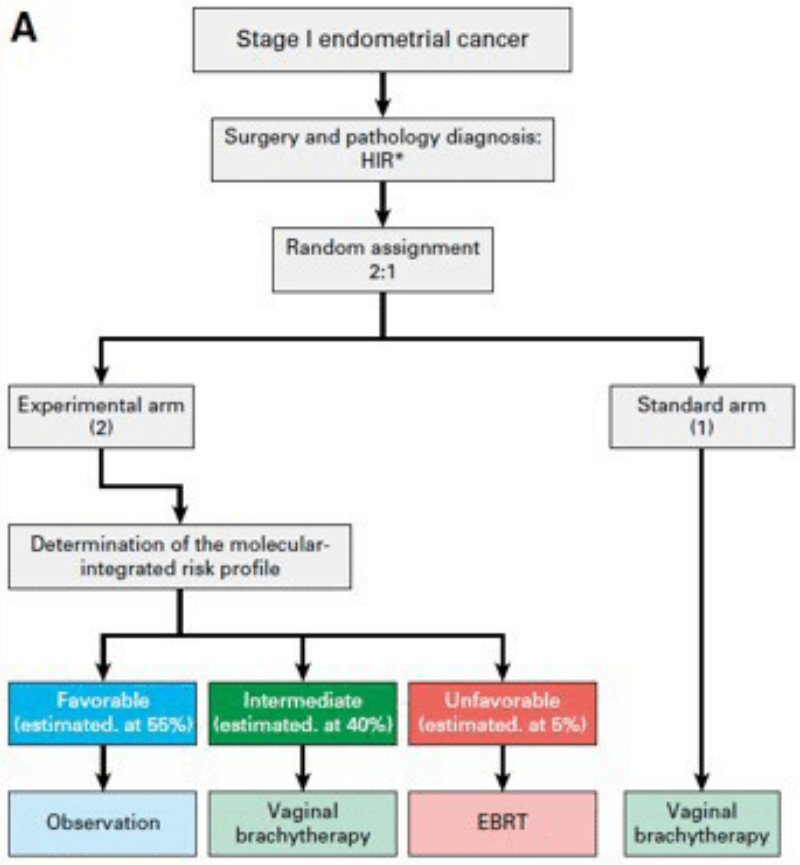 A
Stage I endometrial cancer
Surgery and pathology diagnosis:
HIR*
Random assignment
2:1
Experimental arm
(2)
Standard arm
(1)
Determination of the molecular-
integrated risk profile
Favorable
(estimated. at 55%)
Intermediate
(estimated. at 40%)
Unfavorable
(estimated. at 5%)
Observation
Vaginal
brachytherapy
EBRT
Vaginal
brachytherapy